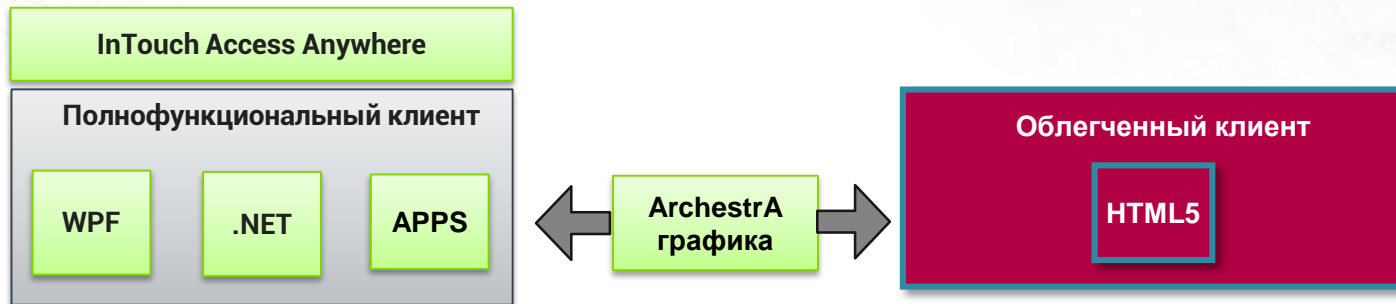 InTouch Access Anywhere
Полнофункциональный клиент
WPF
.NET
APPS
ArchestrA
графика
Облегченный клиент
HTML5